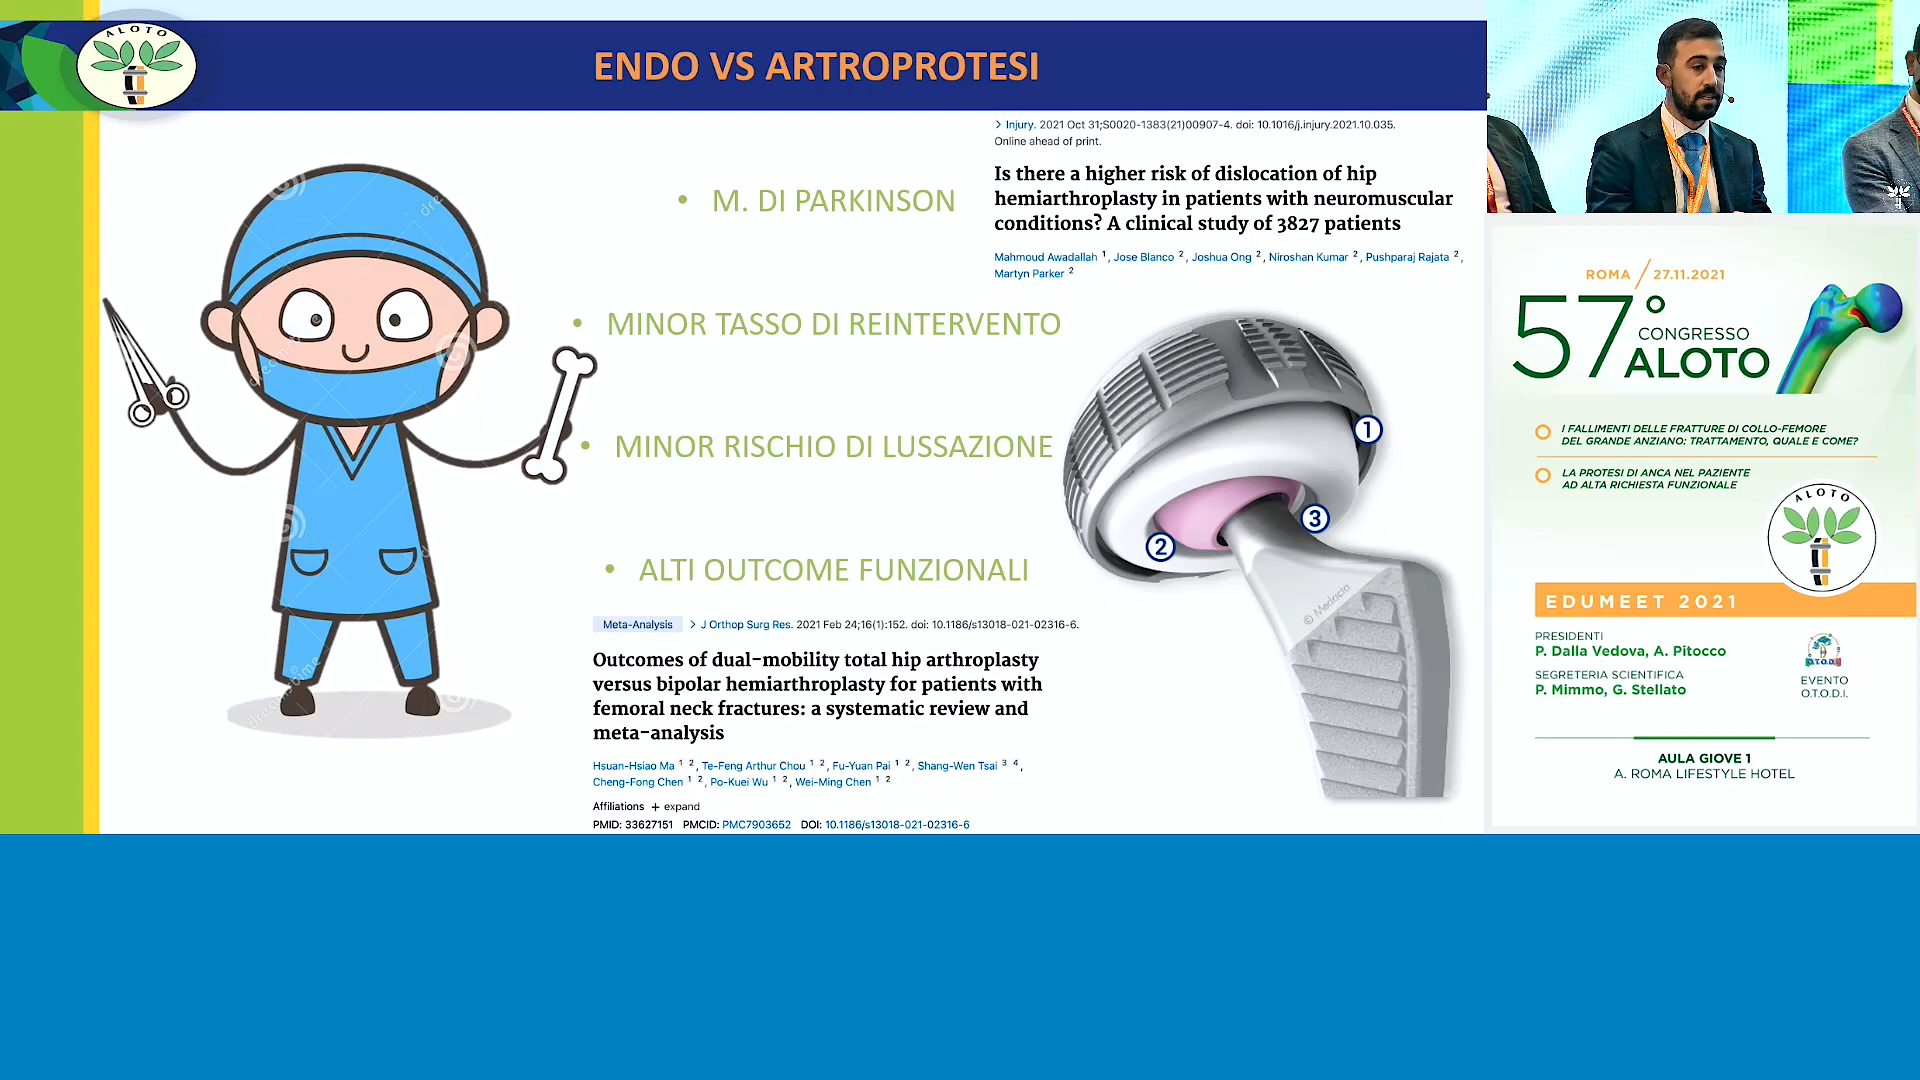 ALOTO
ENDO VS ARTROPROTESI
> Injury. 2021 Oct 31;S0020-1383(21)00907-4. doi: 10.1016/j.injury.2021.10.035.
Online ahead of print.
Is there a higher risk of dislocation of hip
hemiarthroplasty in patients with neuromuscular
conditions? A clinical study of 3827 patients
Mahmoud Awadallah 1, Jose Blanco 2, Joshua Ong 2, Niroshan Kumar 2, Pushparaj Rajata 2,
Martyn Parker 2
• M. DI PARKINSON
• MINOR TASSO DI REINTERVENTO
• MINOR RISCHIO DI LUSSAZIONE
• ALTI OUTCOME FUNZIONALI
1
2
3
© Medacta
Meta-Analysis > J Orthop Surg Res. 2021 Feb 24;16(1):152. doi: 10.1186/s13018-021-02316-6.
Outcomes of dual-mobility total hip arthroplasty
versus bipolar hemiarthroplasty for patients with
femoral neck fractures: a systematic review and
meta-analysis
Hsuan-Hsiao Ma 1 2, Te-Feng Arthur Chou 1 2, Fu-Yuan Pai 1 2, Shang-Wen Tsai 3 4,
Cheng-Fong Chen 1 2, Po-Kuei Wu 1 2, Wei-Ming Chen 1 2
Affiliations + expand
PMID: 33627151 PMCID: PMC7903652 DOI: 10.1186/s13018-021-02316-6
ROMA / 27.11.2021
57°
CONGRESSO
ALOTO
I FALLIMENTI DELLE FRATTURE DI COLLO-FEMORE
DEL GRANDE ANZIANO: TRATTAMENTO, QUALE E COME?
LA PROTESI DI ANCA NEL PAZIENTE
AD ALTA RICHIESTA FUNZIONALE
ALOTO
EDUMEET 2021
PRESIDENTI
P. Dalla Vedova, A. Pitocco
SEGRETERIA SCIENTIFICA
P. Mimmo, G. Stellato
O.T.O.D.I.
EVENTO
O.T.O.D.I.
AULA GIOVE 1
A. ROMA LIFESTYLE HOTEL